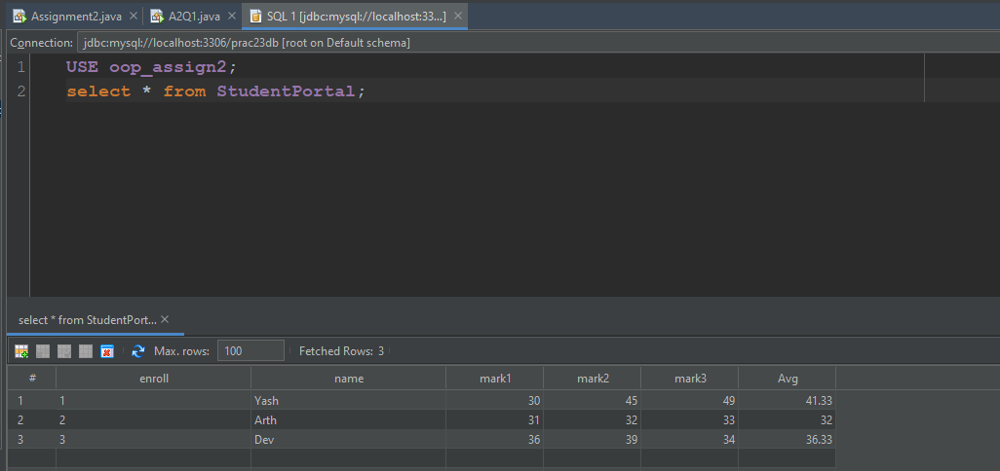 Assignment2.java A2Q1.java SQL 1 [jdbc:mysql://localhost:33...]
Connection: jdbc:mysql://localhost:3306/prac23db [root on Default schema]
1 USE oop_assign2;
2 select * from StudentPortal;
select * from StudentPort...
Max. rows: 100 Fetched Rows: 3
# enroll name mark1 mark2 mark3 Avg
1 1 Yash 30 45 49 41.33
2 2 Arth 31 32 33 32
3 3 Dev 36 39 34 36.33